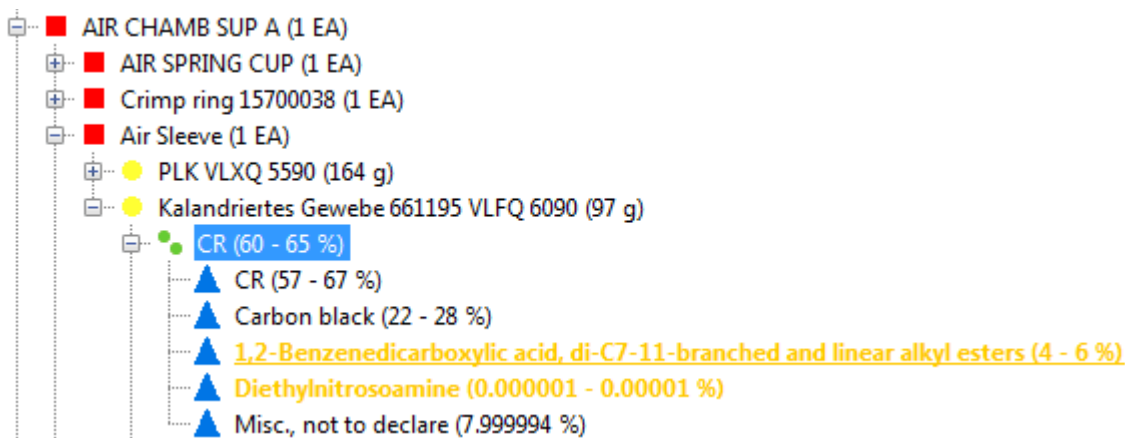 AIR CHAMB SUP A (1 EA)
AIR SPRING CUP (1 EA)
Crimp ring 15700038 (1 EA)
Air Sleeve (1 EA)
PLK VLXQ 5590 (164 g)
Kalandriertes Gewebe 661195 VLFQ 6090 (97 g)
CR (60 - 65 %)
CR (57 - 67 %)
Carbon black (22 - 28 %)
1,2-Benzenedicarboxylic acid, di-C7-11-branched and linear alkyl esters (4 - 6 %)
Diethylnitrosoamine (0.000001 - 0.00001 %)
Misc., not to declare (7.999994 %)